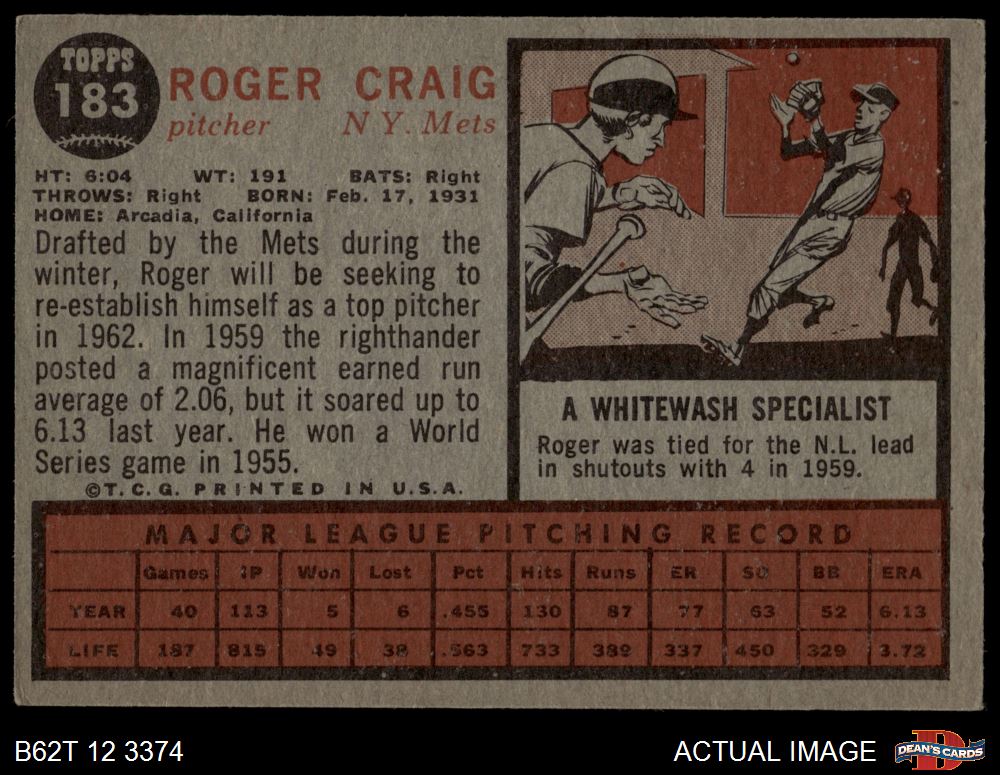 TOPPS
183
ROGER CRAIG
pitcher N Y. Mets
HT: 6:04 WT: 191 BATS: Right
THROWS: Right BORN: Feb. 17, 1931
HOME: Arcadia, California
Drafted by the Mets during the
winter, Roger will be seeking to
re-establish himself as a top pitcher
in 1962. In 1959 the righthander
posted a magnificent earned run
average of 2.06, but it soared up to
6.13 last year. He won a World
Series game in 1955.
©T.C.G. PRINTED IN U.S.A.
A WHITEWASH SPECIALIST
Roger was tied for the N.L. lead
in shutouts with 4 in 1959.
MAJOR LEAGUE PITCHING RECORD
Games IP Won Lost Pct Hits Runs ER SO BB ERA
YEAR 40 113 5 6 .455 130 87 77 63 52 6.13
LIFE 187 815 49 38 .563 733 389 337 450 329 3.72
B62T 12 3374
ACTUAL IMAGE
DEAN'S CARDS